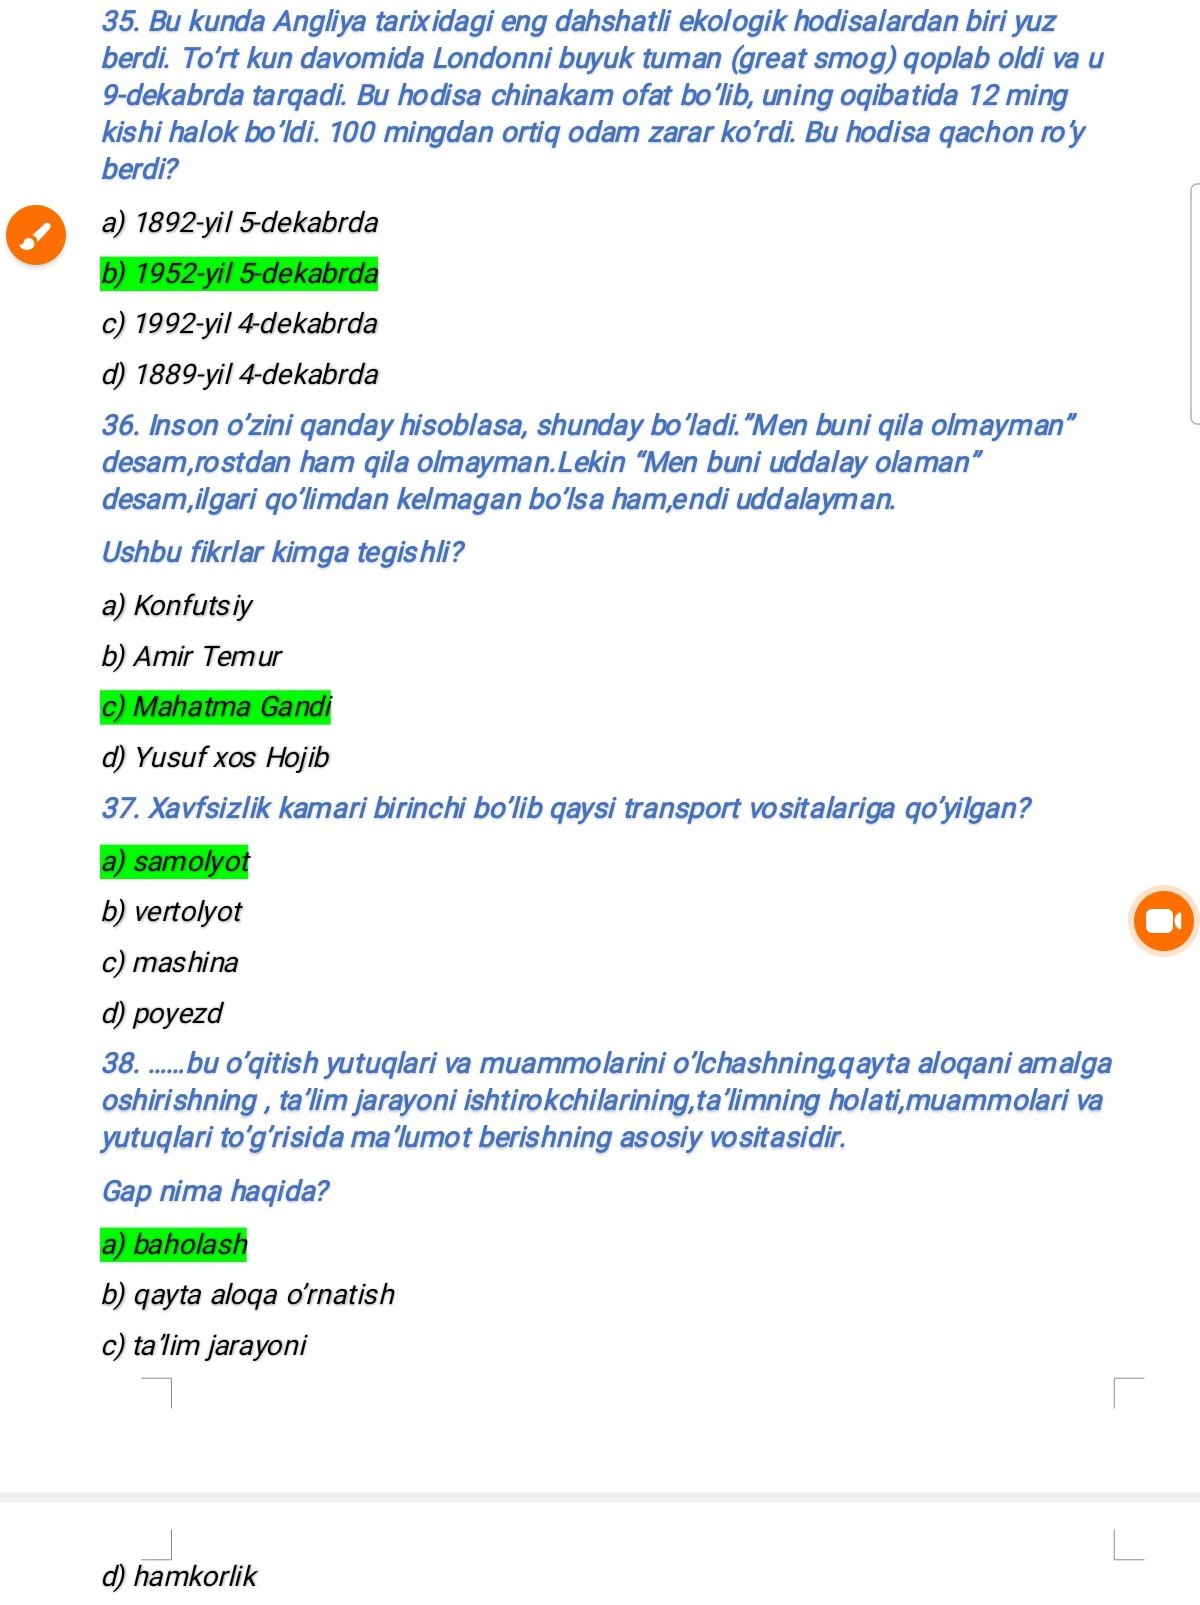 35. Bu kunda Angliya tarixidagi eng dahshatli ekologik hodisalardan biri yuz
berdi. To’rt kun davomida Londonni buyuk tuman (great smog) qoplab oldi va u
9-dekabrda tarqadi. Bu hodisa chinakam ofat bo’lib, uning oqibatida 12 ming
kishi halok bo’ldi. 100 mingdan ortiq odam zarar ko’rdi. Bu hodisa qachon ro’y
berdi?
a) 1892-yil 5-dekabrda
b) 1952-yil 5-dekabrda
c) 1992-yil 4-dekabrda
d) 1889-yil 4-dekabrda
36. Inson o’zini qanday hisoblasa, shunday bo’ladi.”Men buni qila olmayman”
desam,rostdan ham qila olmayman.Lekin “Men buni uddalay olaman”
desam,ilgari qo’limdan kelmagan bo’lsa ham,endi uddalayman.
Ushbu fikrlar kimga tegishli?
a) Konfutsiy
b) Amir Temur
c) Mahatma Gandi
d) Yusuf xos Hojib
37. Xavfsizlik kamari birinchi bo’lib qaysi transport vositalariga qo’yilgan?
a) samolyot
b) vertolyot
c) mashina
d) poyezd
38. ......bu o’qitish yutuqlari va muammolarini o’lchashning,qayta aloqani amalga
oshirishning , ta’lim jarayoni ishtirokchilarining,ta’limning holati,muammolari va
yutuqlari to’g’risida ma’lumot berishning asosiy vositasidir.
Gap nima haqida?
a) baholash
b) qayta aloqa o’rnatish
c) ta’lim jarayoni
d) hamkorlik